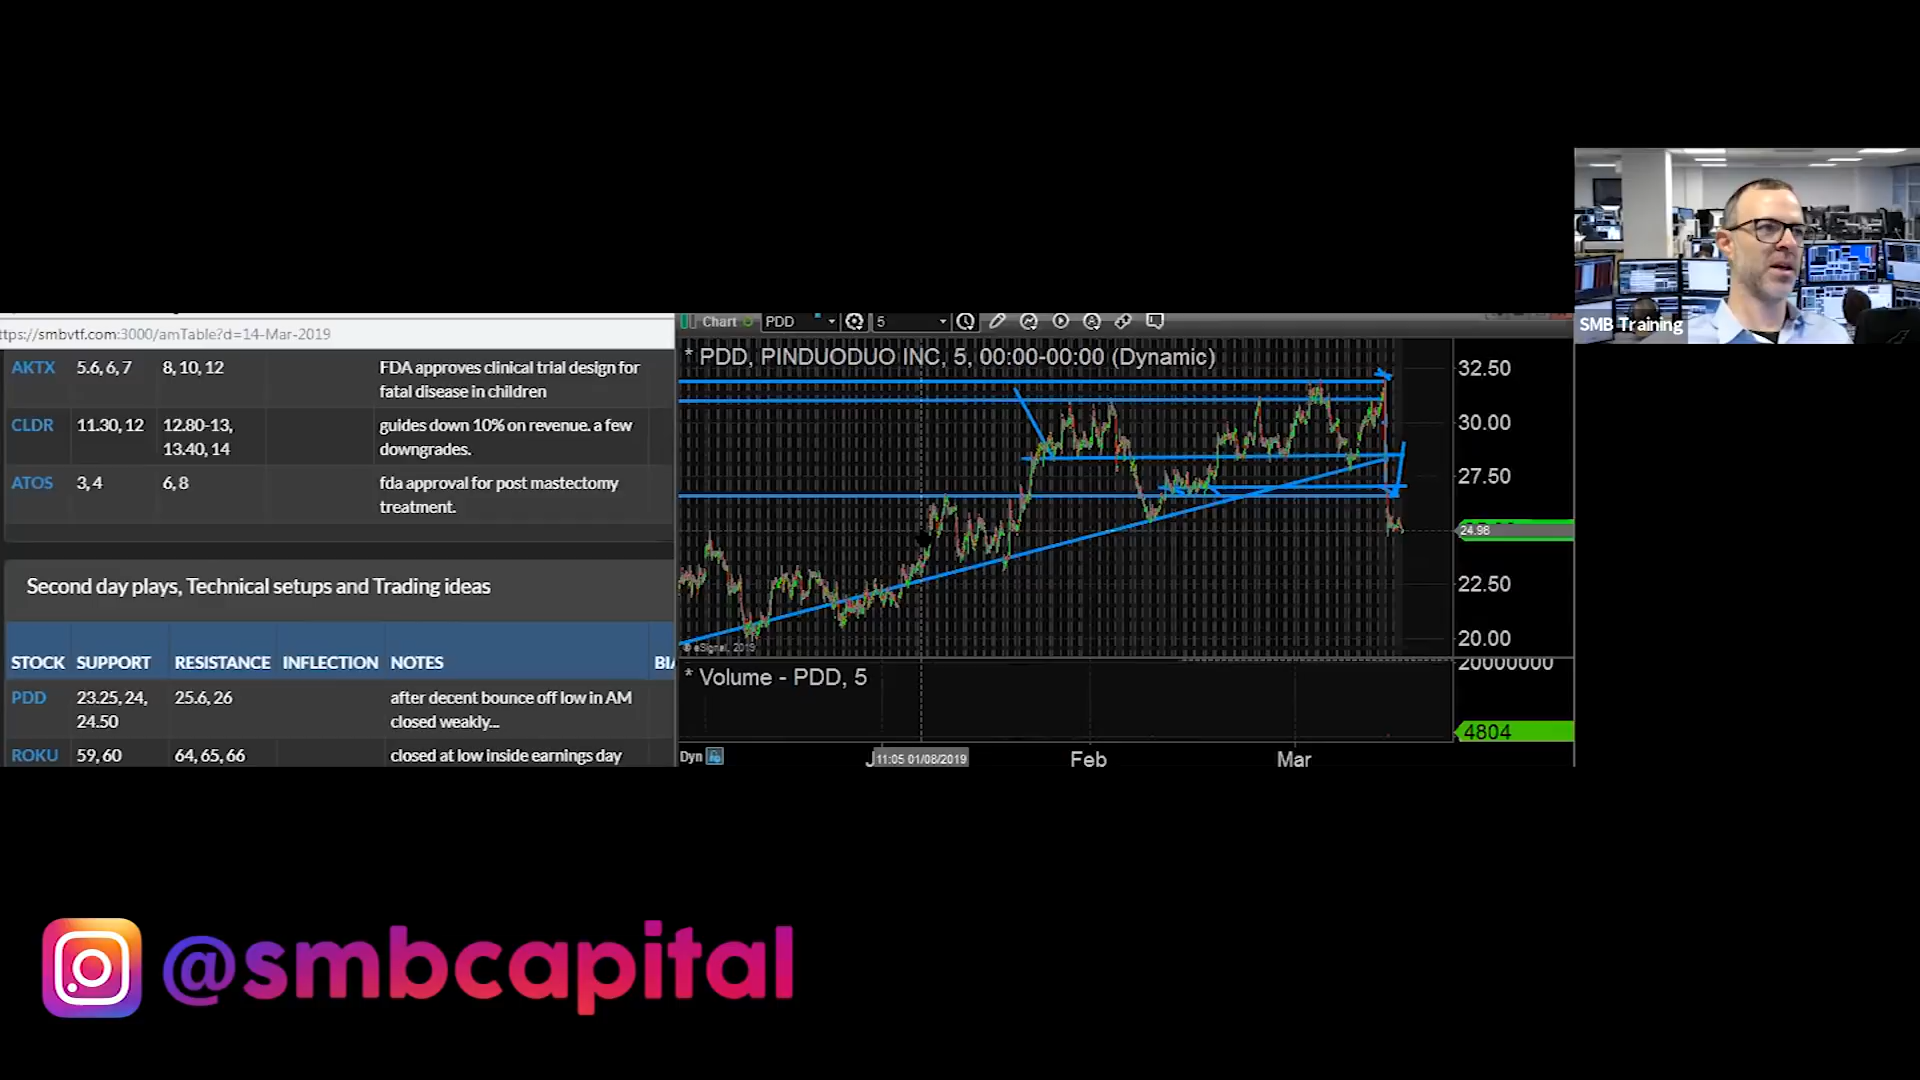 ttps://smbvtf.com:3000/amTable?d=14-Mar-2019
AKTX 5.6, 6, 7 8, 10, 12 FDA approves clinical trial design for
fatal disease in children
CLDR 11.30, 12 12.80-13, guides down 10% on revenue. a few
13.40, 14 downgrades.
ATOS 3, 4 6, 8 fda approval for post mastectomy
treatment.
Second day plays, Technical setups and Trading ideas
STOCK SUPPORT RESISTANCE INFLECTION NOTES BIA
PDD 23.25, 24, 25.6, 26 after decent bounce off low in AM
24.50 closed weakly...
ROKU 59, 60 64, 65, 66 closed at low inside earnings day
Chart PDD 5
* PDD, PINDUODUO INC, 5, 00:00-00:00 (Dynamic)
32.50
30.00
27.50
24.98
22.50
20.00
© eSignal, 2019
20000000
* Volume - PDD, 5
4804
Dyn J 11:05 01/08/2019 Feb Mar
SMB Training
@smbcapital